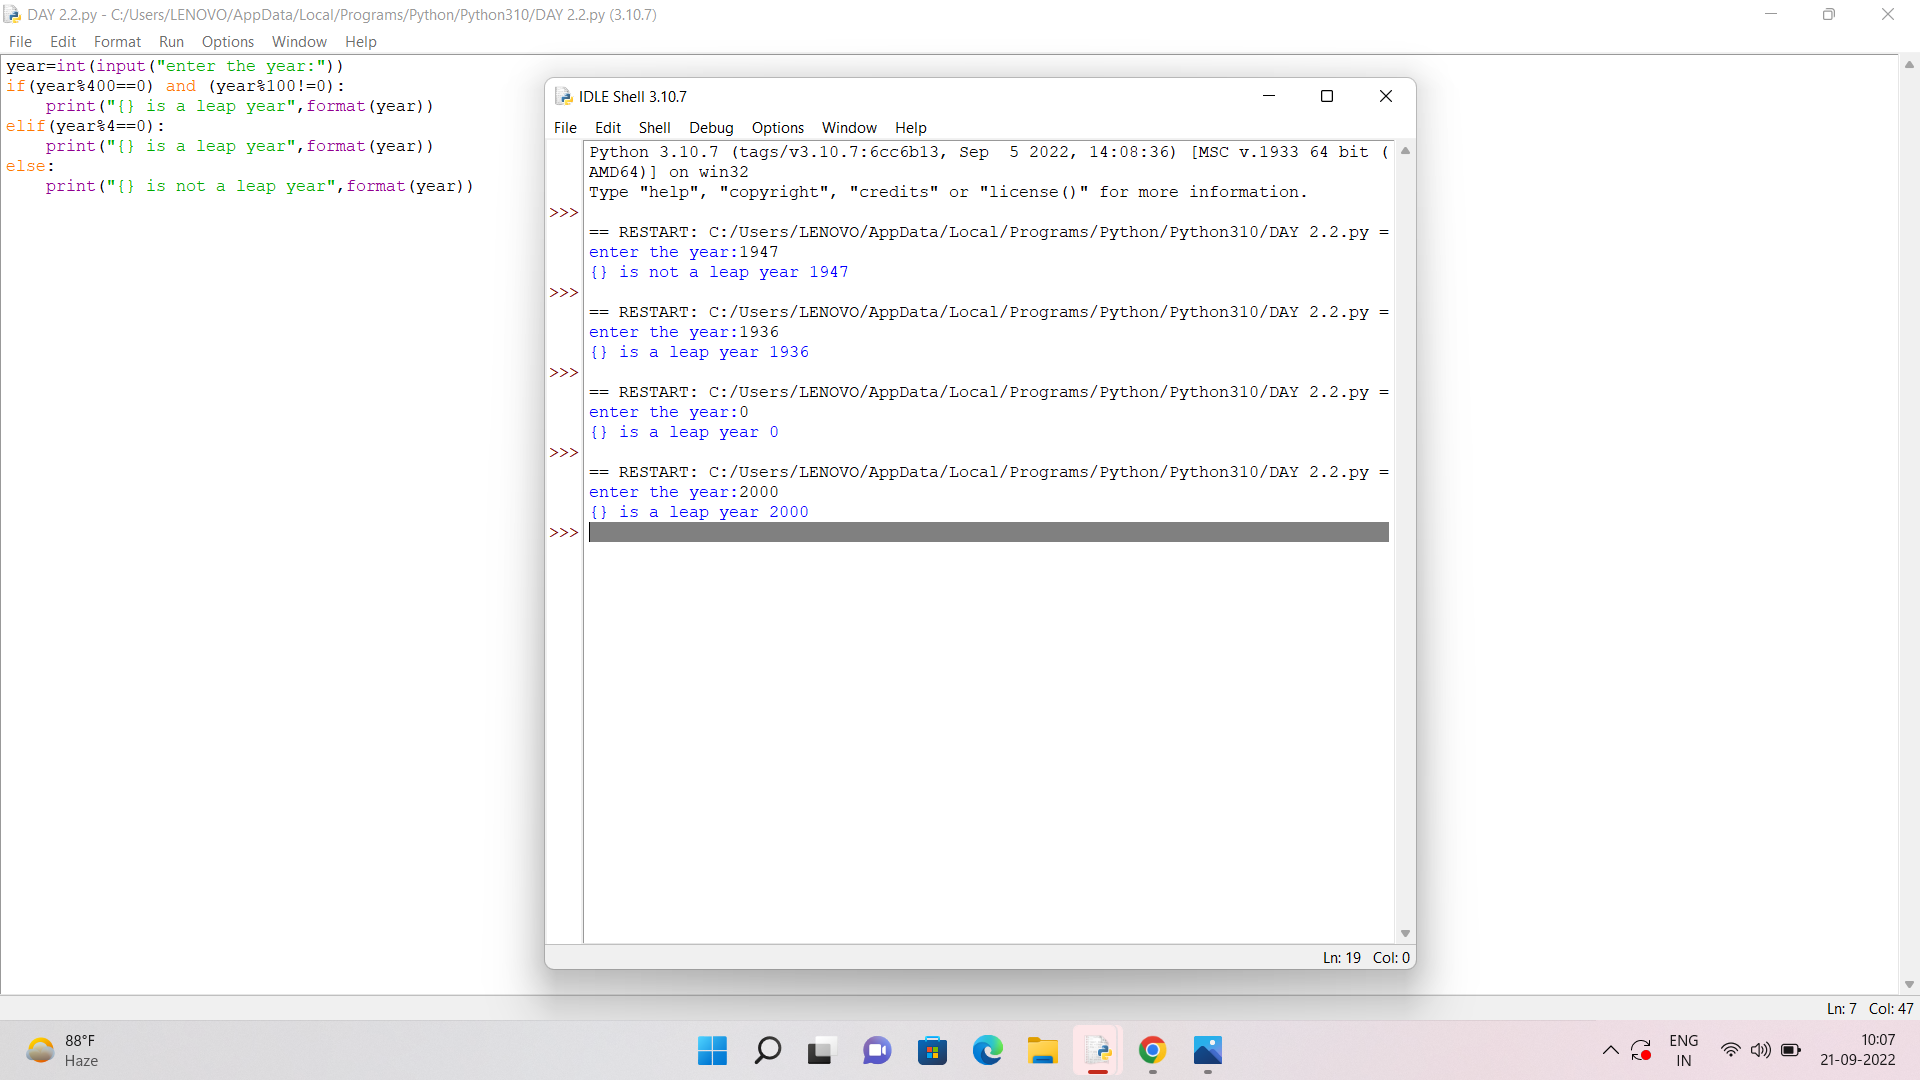 DAY 2.2.py - C:/Users/LENOVO/AppData/Local/Programs/Python/Python310/DAY 2.2.py (3.10.7)
File Edit Format Run Options Window Help
year=int(input("enter the year:"))
if(year%400==0) and (year%100!=0):
    print("{} is a leap year",format(year))
elif(year%4==0):
    print("{} is a leap year",format(year))
else:
    print("{} is not a leap year",format(year))
IDLE Shell 3.10.7
File Edit Shell Debug Options Window Help
Python 3.10.7 (tags/v3.10.7:6cc6b13, Sep  5 2022, 14:08:36) [MSC v.1933 64 bit (
AMD64)] on win32
Type "help", "copyright", "credits" or "license()" for more information.
>>>
== RESTART: C:/Users/LENOVO/AppData/Local/Programs/Python/Python310/DAY 2.2.py =
enter the year:1947
{} is not a leap year 1947
>>>
== RESTART: C:/Users/LENOVO/AppData/Local/Programs/Python/Python310/DAY 2.2.py =
enter the year:1936
{} is a leap year 1936
>>>
== RESTART: C:/Users/LENOVO/AppData/Local/Programs/Python/Python310/DAY 2.2.py =
enter the year:0
{} is a leap year 0
>>>
== RESTART: C:/Users/LENOVO/AppData/Local/Programs/Python/Python310/DAY 2.2.py =
enter the year:2000
{} is a leap year 2000
>>>
Ln: 19 Col: 0
Ln: 7 Col: 47
88°F
Haze
ENG
IN
10:07
21-09-2022